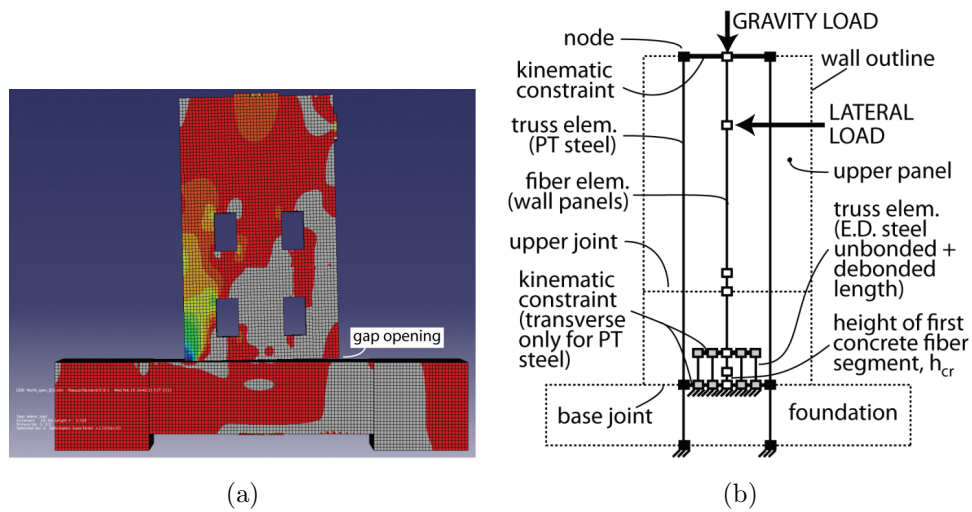 gap opening
(a)
GRAVITY LOAD
node
wall outline
kinematic
constraint
LATERAL
LOAD
truss elem.
(PT steel)
upper panel
fiber elem.
(wall panels)
truss elem.
(E.D. steel
unbonded +
debonded
length)
upper joint
kinematic
constraint
(transverse
only for PT
steel)
height of first
concrete fiber
segment, hcr
base joint
foundation
(b)